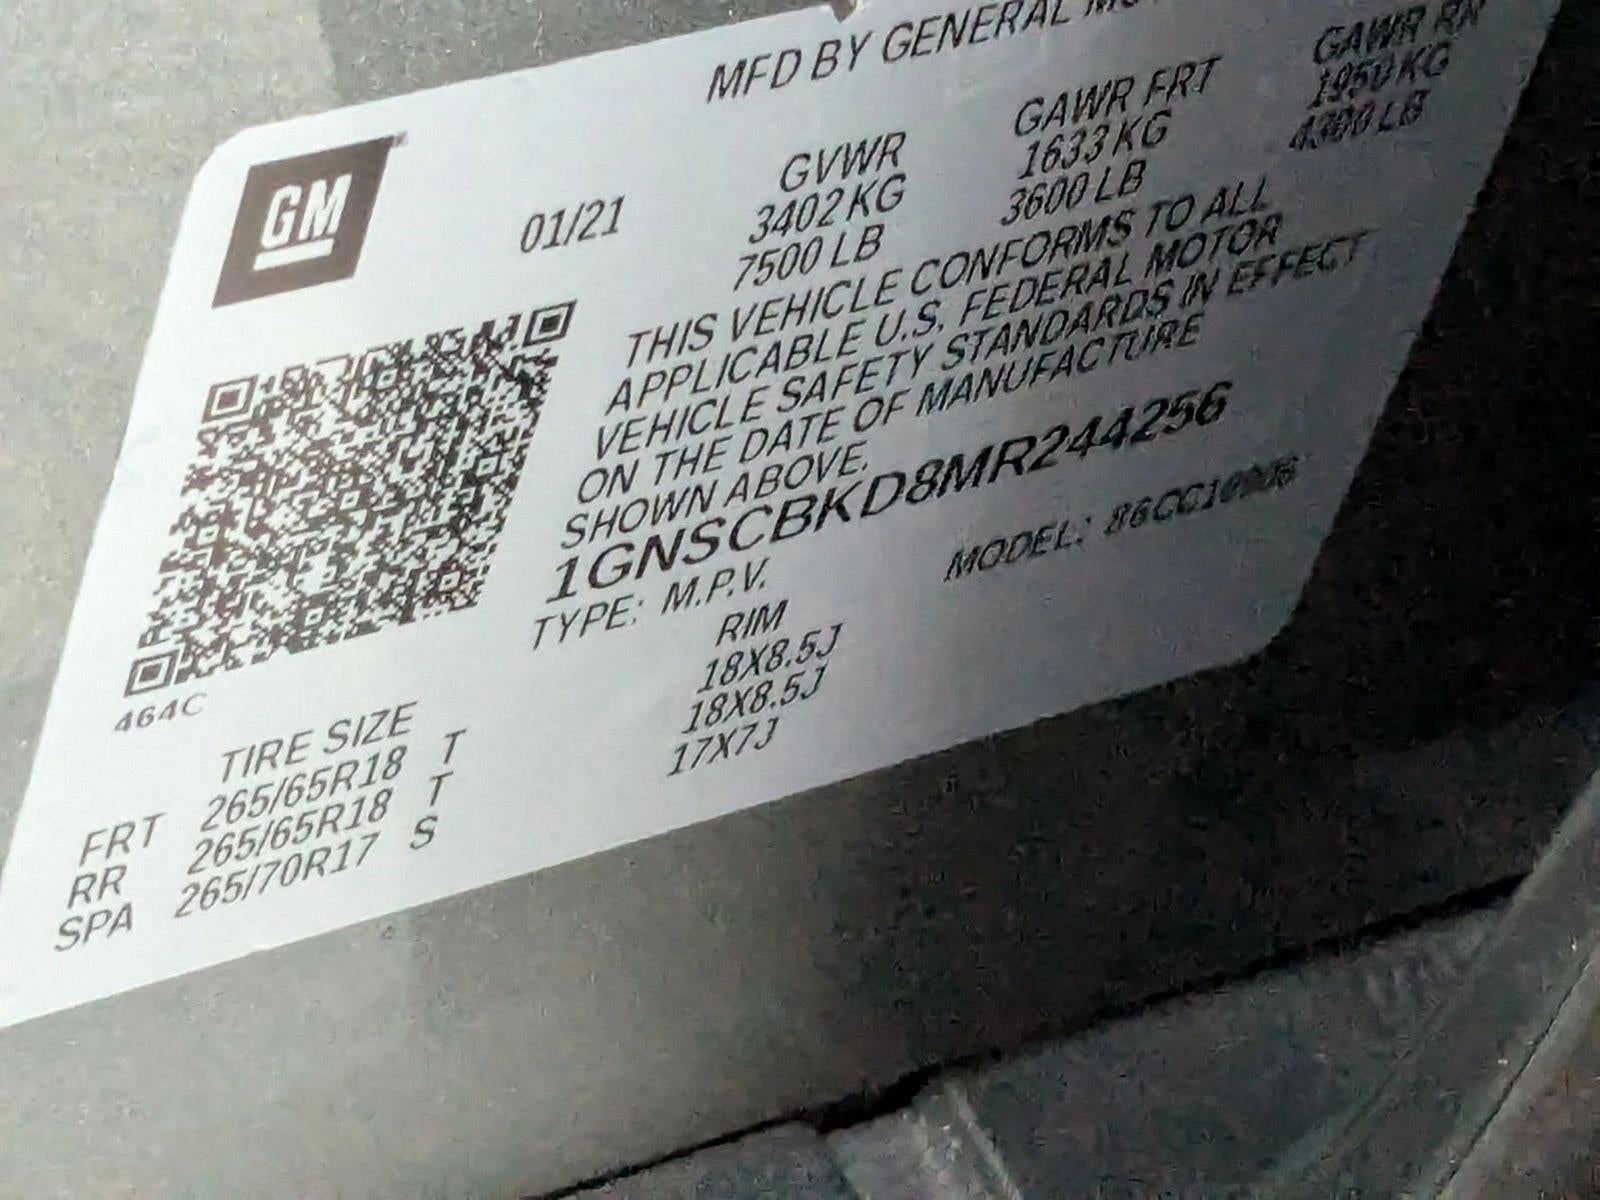 MFD BY GENERAL
GM
01/21
GVWR GAWR FRT GAWR RR
3402 KG 1633 KG 1950 KG
7500 LB 3600 LB 4300 LB
THIS VEHICLE CONFORMS TO ALL
APPLICABLE U.S. FEDERAL MOTOR
VEHICLE SAFETY STANDARDS IN EFFECT
ON THE DATE OF MANUFACTURE
SHOWN ABOVE.
1GNSCBKD8MR244256
TYPE: M.P.V. MODEL:
464C
TIRE SIZE RIM
FRT 265/65R18 T 18X8.5J
RR 265/65R18 T 18X8.5J
SPA 265/70R17 S 17X7J